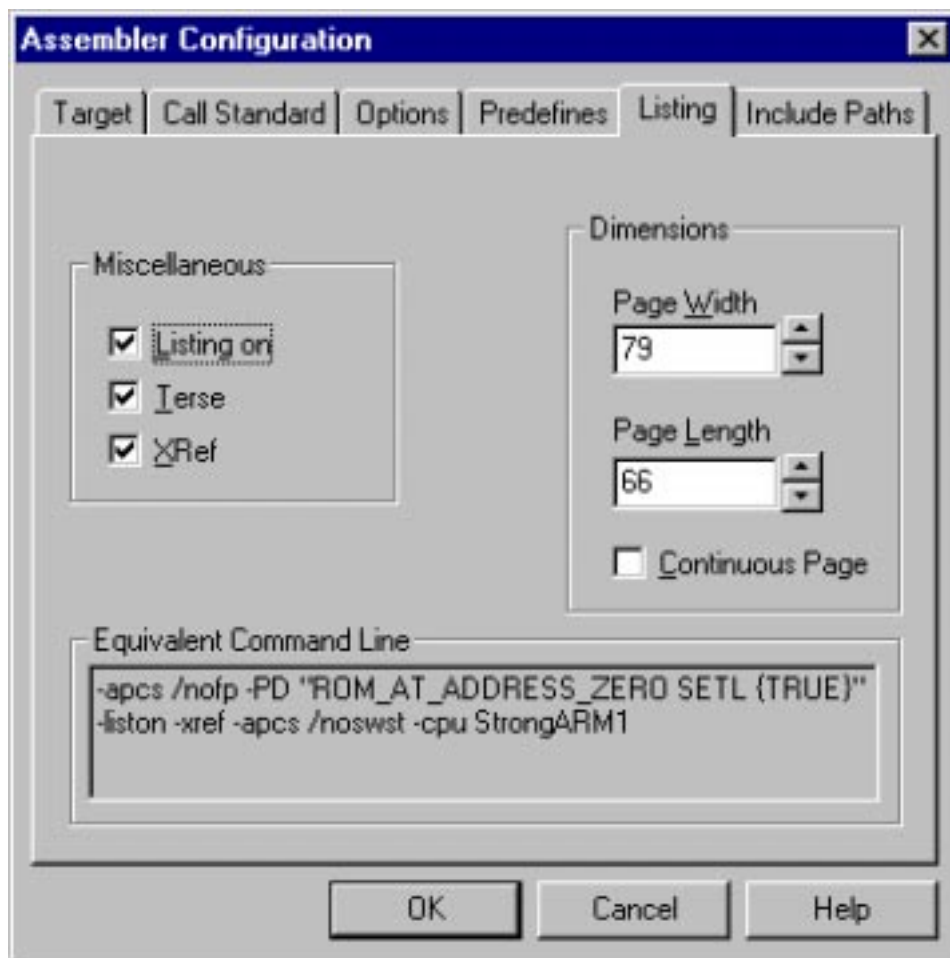 Assembler Configuration
Target Call Standard Options Predefines Listing Include Paths
Miscellaneous
Listing on
Terse
XRef
Dimensions
Page Width
79
Page Length
66
Continuous Page
Equivalent Command Line
-apcs /nofp -PD "ROM_AT_ADDRESS_ZERO SETL {TRUE}"
-liston -xref -apcs /noswst -cpu StrongARM1
OK Cancel Help